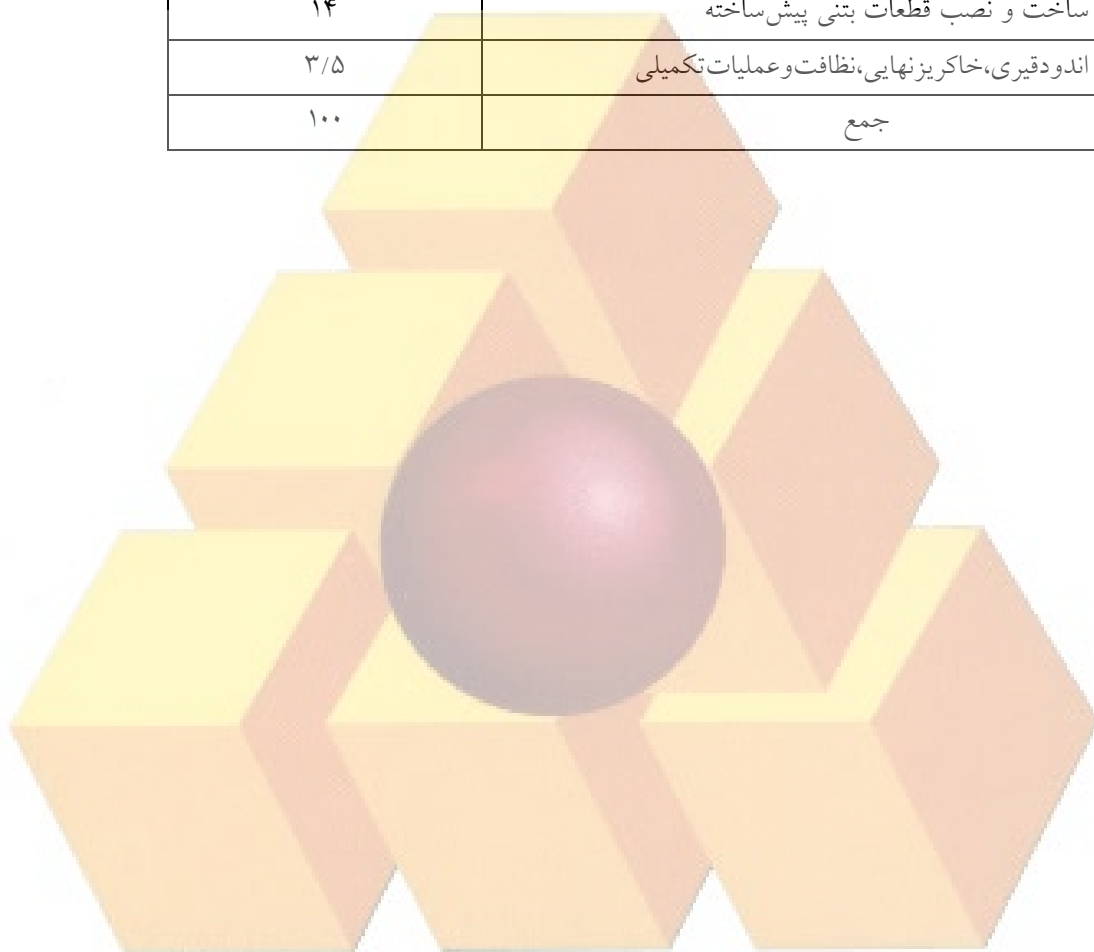 ساخت و نصب قطعات بتنی پیش‌ساخته ۱۴
اندودقیری،خاکریزنهایی،نظافت‌وعملیات‌تکمیلی ۳/۵
جمع ۱۰۰